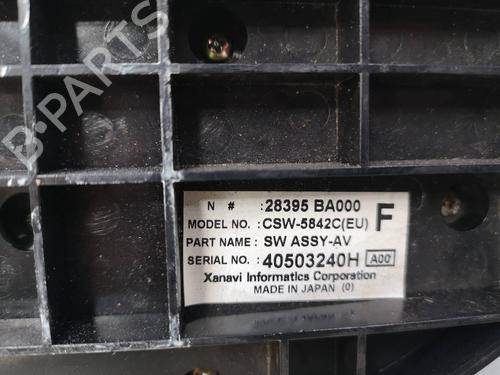 B-PARTS
N # : 28395 BA000
MODEL NO. : CSW-5842C(EU) F
PART NAME : SW ASSY-AV
SERIAL NO. : 40503240H A00
Xanavi Informatics Corporation
MADE IN JAPAN (0)